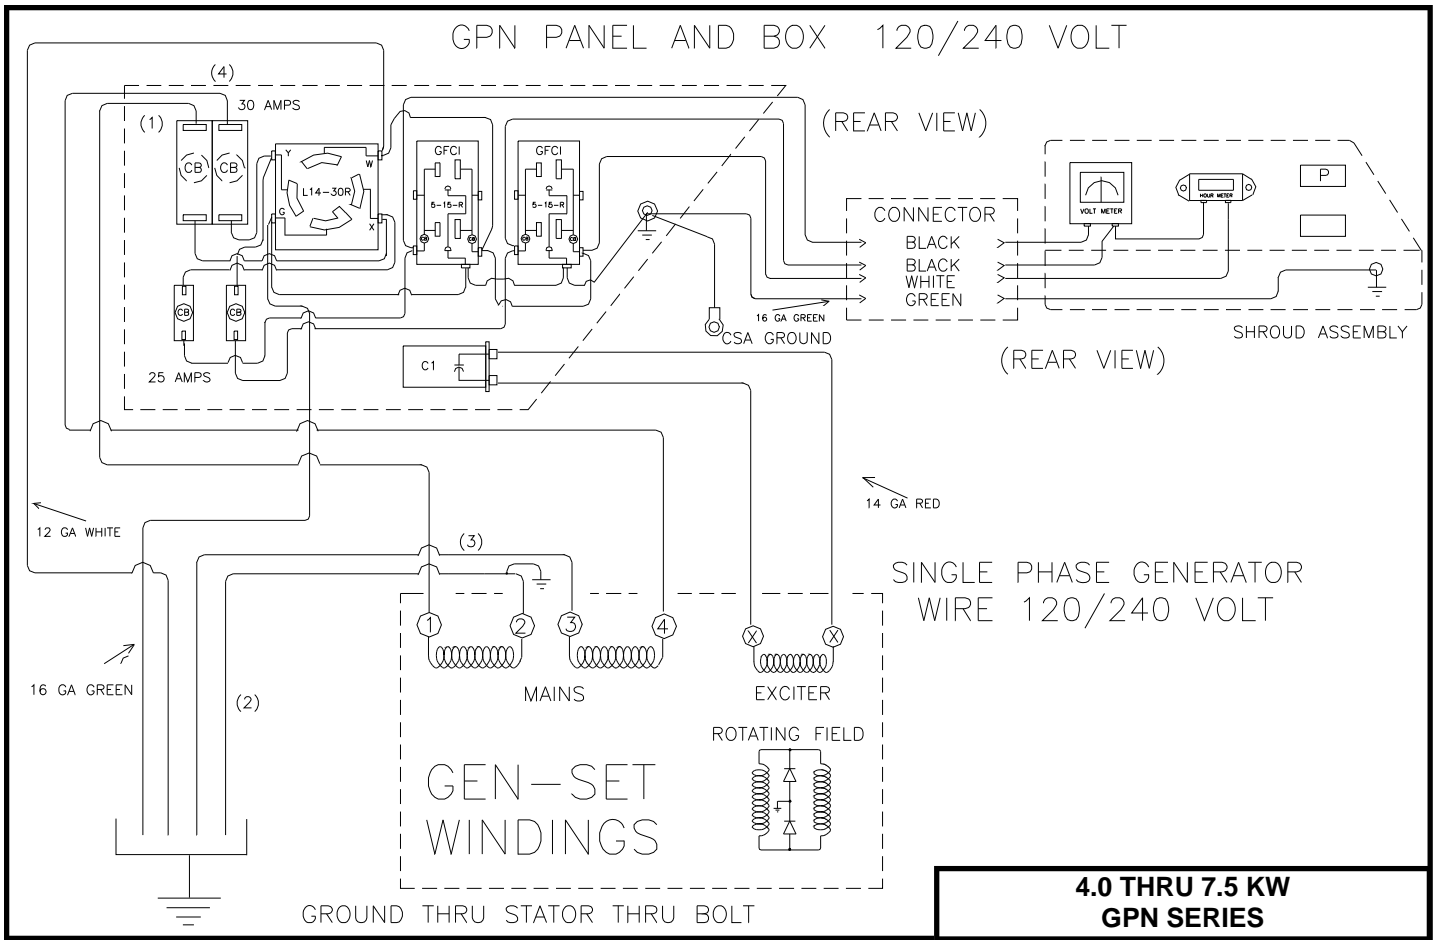 GPN PANEL AND BOX 120/240 VOLT
(4)
30 AMPS
(1)
(REAR VIEW)
CB
CB
Y
W
L14-30R
G
X
GFCI
5-15-R
CB
GFCI
5-15-R
CB
CB
CB
25 AMPS
C1
CSA GROUND
16 GA GREEN
CONNECTOR
BLACK
BLACK
WHITE
GREEN
VOLT METER
HOUR METER
P
SHROUD ASSEMBLY
(REAR VIEW)
12 GA WHITE
14 GA RED
(3)
SINGLE PHASE GENERATOR
WIRE 120/240 VOLT
1
2
3
4
X
X
16 GA GREEN
(2)
MAINS
EXCITER
ROTATING FIELD
GEN-SET
WINDINGS
GROUND THRU STATOR THRU BOLT
4.0 THRU 7.5 KW
GPN SERIES